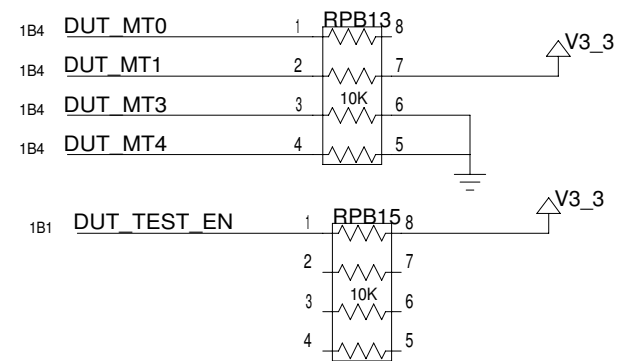 1B4 DUT_MT0 1 RPB13 8
V3_3
1B4 DUT_MT1 2 7
1B4 DUT_MT3 3 10K 6
1B4 DUT_MT4 4 5
V3_3
1B1 DUT_TEST_EN 1 RPB15 8
2 7
3 10K 6
4 5